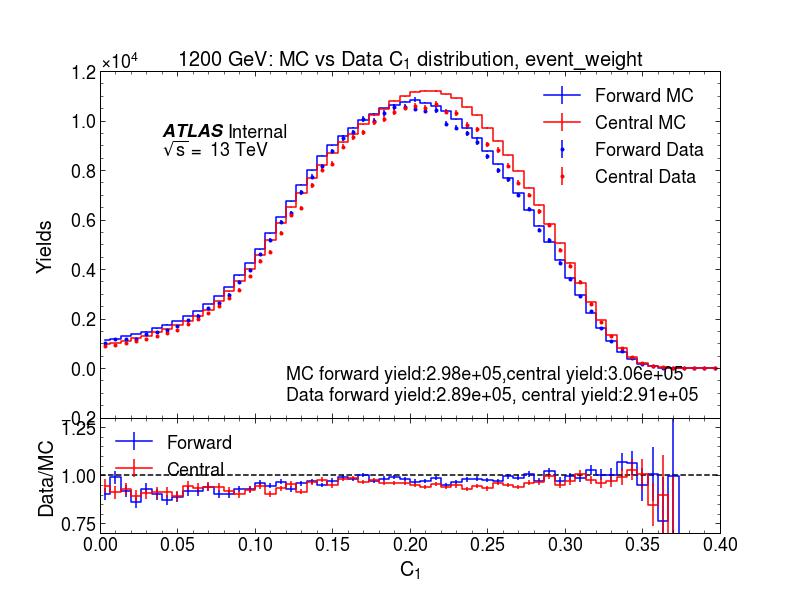 1200 GeV: MC vs Data C₁ distribution, event_weight
×10⁴
1.2
1.0
0.8
0.6
0.4
0.2
0.0
0.2
Yields
ATLAS Internal
√s = 13 TeV
Forward MC
Central MC
Forward Data
Central Data
MC forward yield:2.98e+05,central yield:3.06e+05
Data forward yield:2.89e+05, central yield:2.91e+05
1.25
1.00
0.75
Data/MC
Forward
Central
0.00 0.05 0.10 0.15 0.20 0.25 0.30 0.35 0.40
C₁